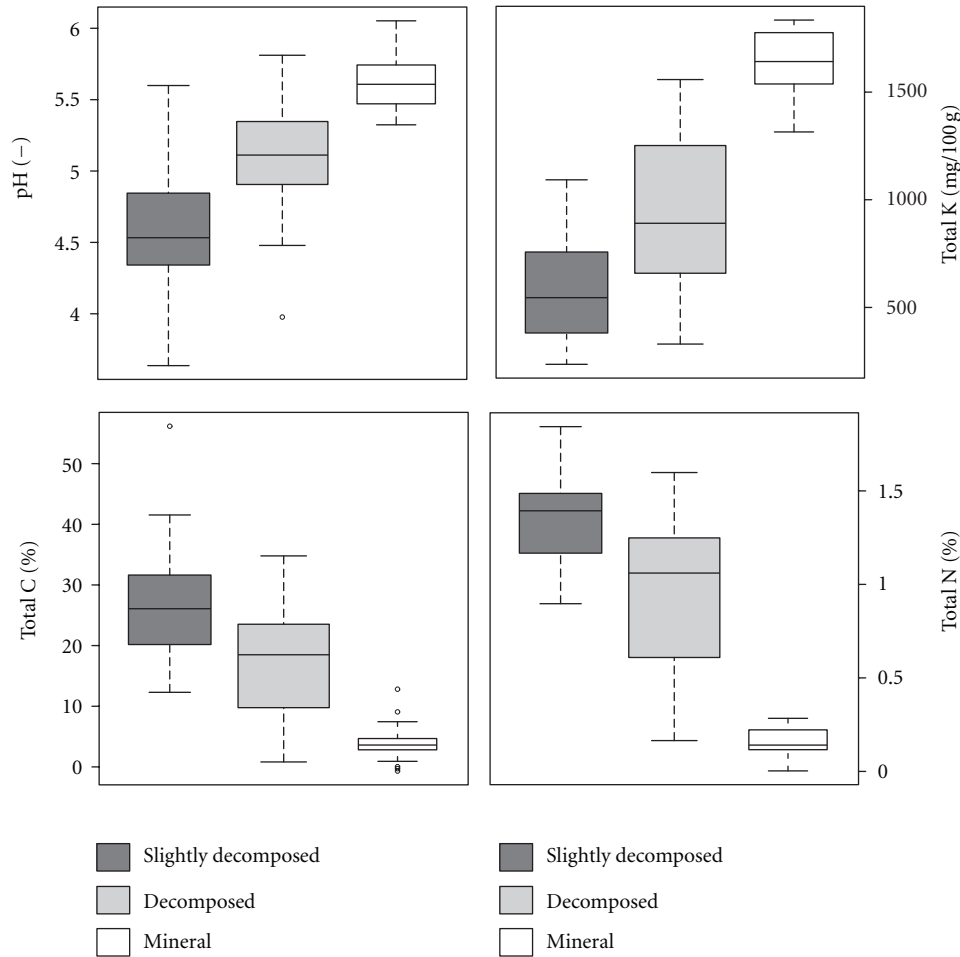 6
5.5
5
4.5
4
pH (−)
1500
1000
500
Total K (mg/100 g)
50
40
30
20
10
0
Total C (%)
1.5
1
0.5
0
Total N (%)
Slightly decomposed
Decomposed
Mineral
Slightly decomposed
Decomposed
Mineral